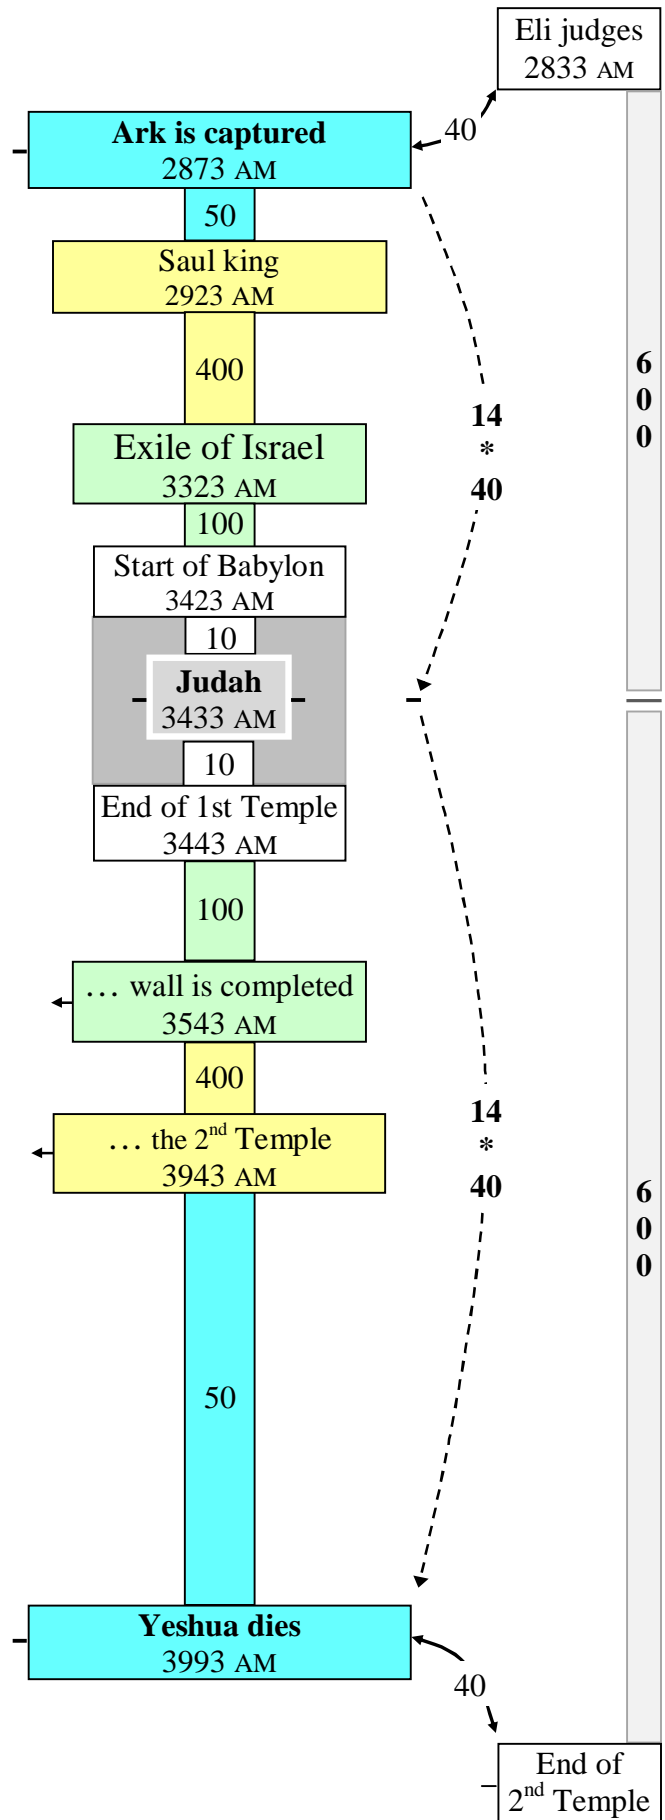 Eli judges
2833 AM
40
Ark is captured
2873 AM
50
Saul king
2923 AM
400
6
0
0
14
*
40
Exile of Israel
3323 AM
100
Start of Babylon
3423 AM
10
Judah
3433 AM
10
End of 1st Temple
3443 AM
100
… wall is completed
3543 AM
400
14
*
40
… the 2nd Temple
3943 AM
6
0
0
50
Yeshua dies
3993 AM
40
End of
2nd Temple